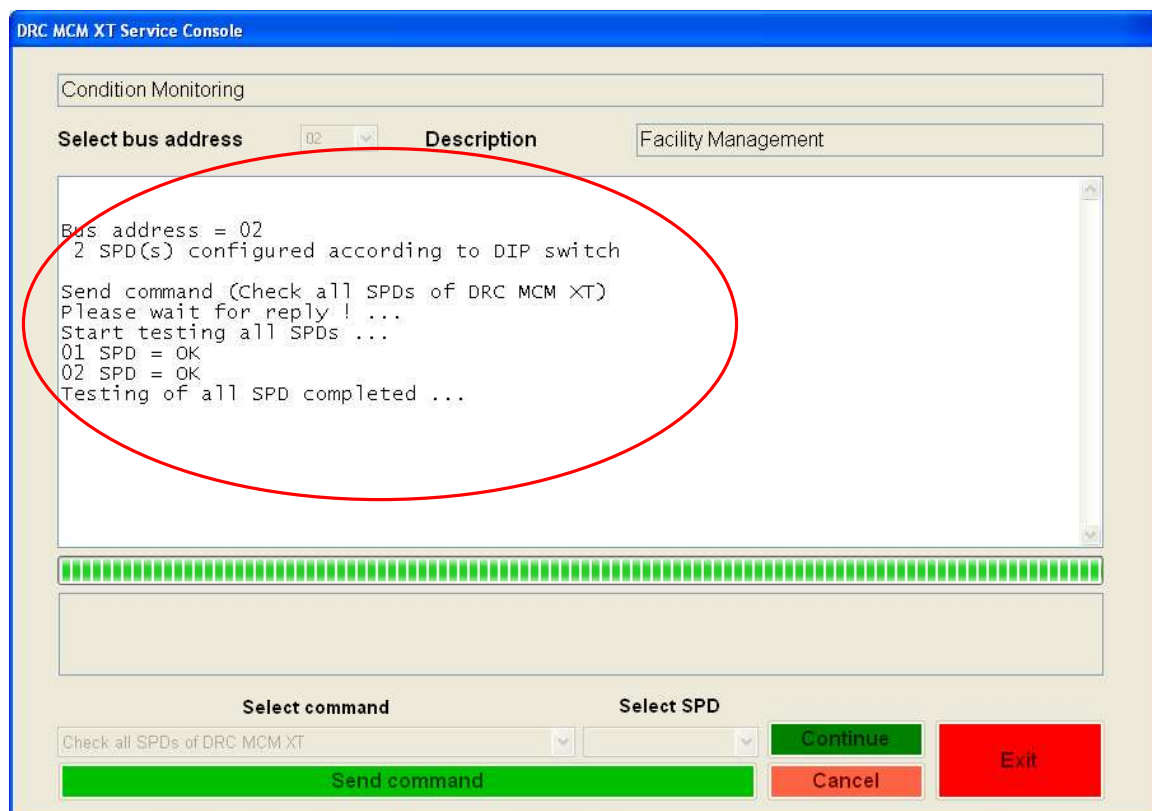 DRC MCM XT Service Console
Condition Monitoring
Select bus address 02 Description Facility Management
Bus address = 02
2 SPD(s) configured according to DIP switch
Send command (Check all SPDs of DRC MCM XT)
Please wait for reply ! ...
Start testing all SPDs ...
01 SPD = OK
02 SPD = OK
Testing of all SPD completed ...
Select command Select SPD
Check all SPDs of DRC MCM XT Continue Exit
Send command Cancel